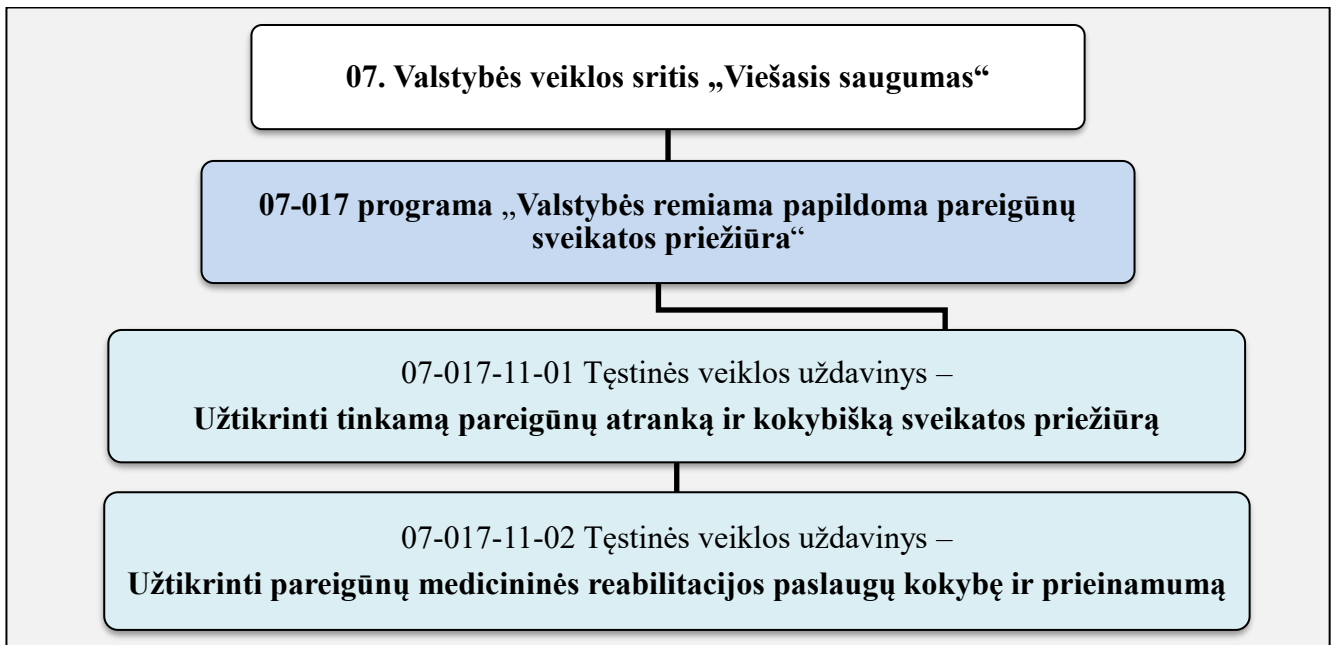 07. Valstybės veiklos sritis „Viešasis saugumas“
07-017 programa „Valstybės remiama papildoma pareigūnų
sveikatos priežiūra“
07-017-11-01 Tęstinės veiklos uždavinys –
Užtikrinti tinkamą pareigūnų atranką ir kokybišką sveikatos priežiūrą
07-017-11-02 Tęstinės veiklos uždavinys –
Užtikrinti pareigūnų medicininės reabilitacijos paslaugų kokybę ir prieinamumą